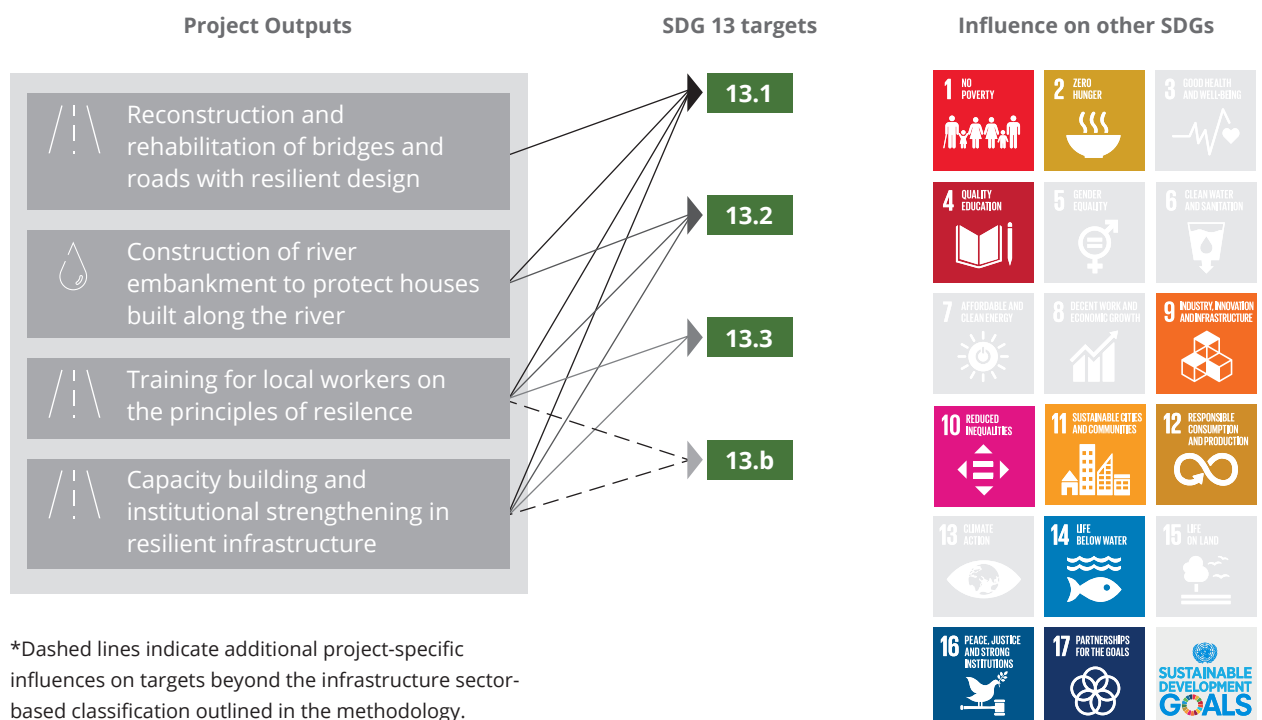 Project Outputs
SDG 13 targets
Influence on other SDGs
Reconstruction and
rehabilitation of bridges and
roads with resilient design
Construction of river
embankment to protect houses
built along the river
Training for local workers on
the principles of resilence
Capacity building and
institutional strengthening in
resilient infrastructure
13.1
13.2
13.3
13.b
1 NO
POVERTY
2 ZERO
HUNGER
3 GOOD HEALTH
AND WELL-BEING
4 QUALITY
EDUCATION
5 GENDER
EQUALITY
6 CLEAN WATER
AND SANITATION
7 AFFORDABLE AND
CLEAN ENERGY
8 DECENT WORK AND
ECONOMIC GROWTH
9 INDUSTRY, INNOVATION
AND INFRASTRUCTURE
10 REDUCED
INEQUALITIES
11 SUSTAINABLE CITIES
AND COMMUNITIES
12 RESPONSIBLE
CONSUMPTION
AND PRODUCTION
13 CLIMATE
ACTION
14 LIFE
BELOW WATER
15 LIFE
ON LAND
16 PEACE, JUSTICE
AND STRONG
INSTITUTIONS
17 PARTNERSHIPS
FOR THE GOALS
SUSTAINABLE
DEVELOPMENT
GOALS
*Dashed lines indicate additional project-specific
influences on targets beyond the infrastructure sector-
based classification outlined in the methodology.